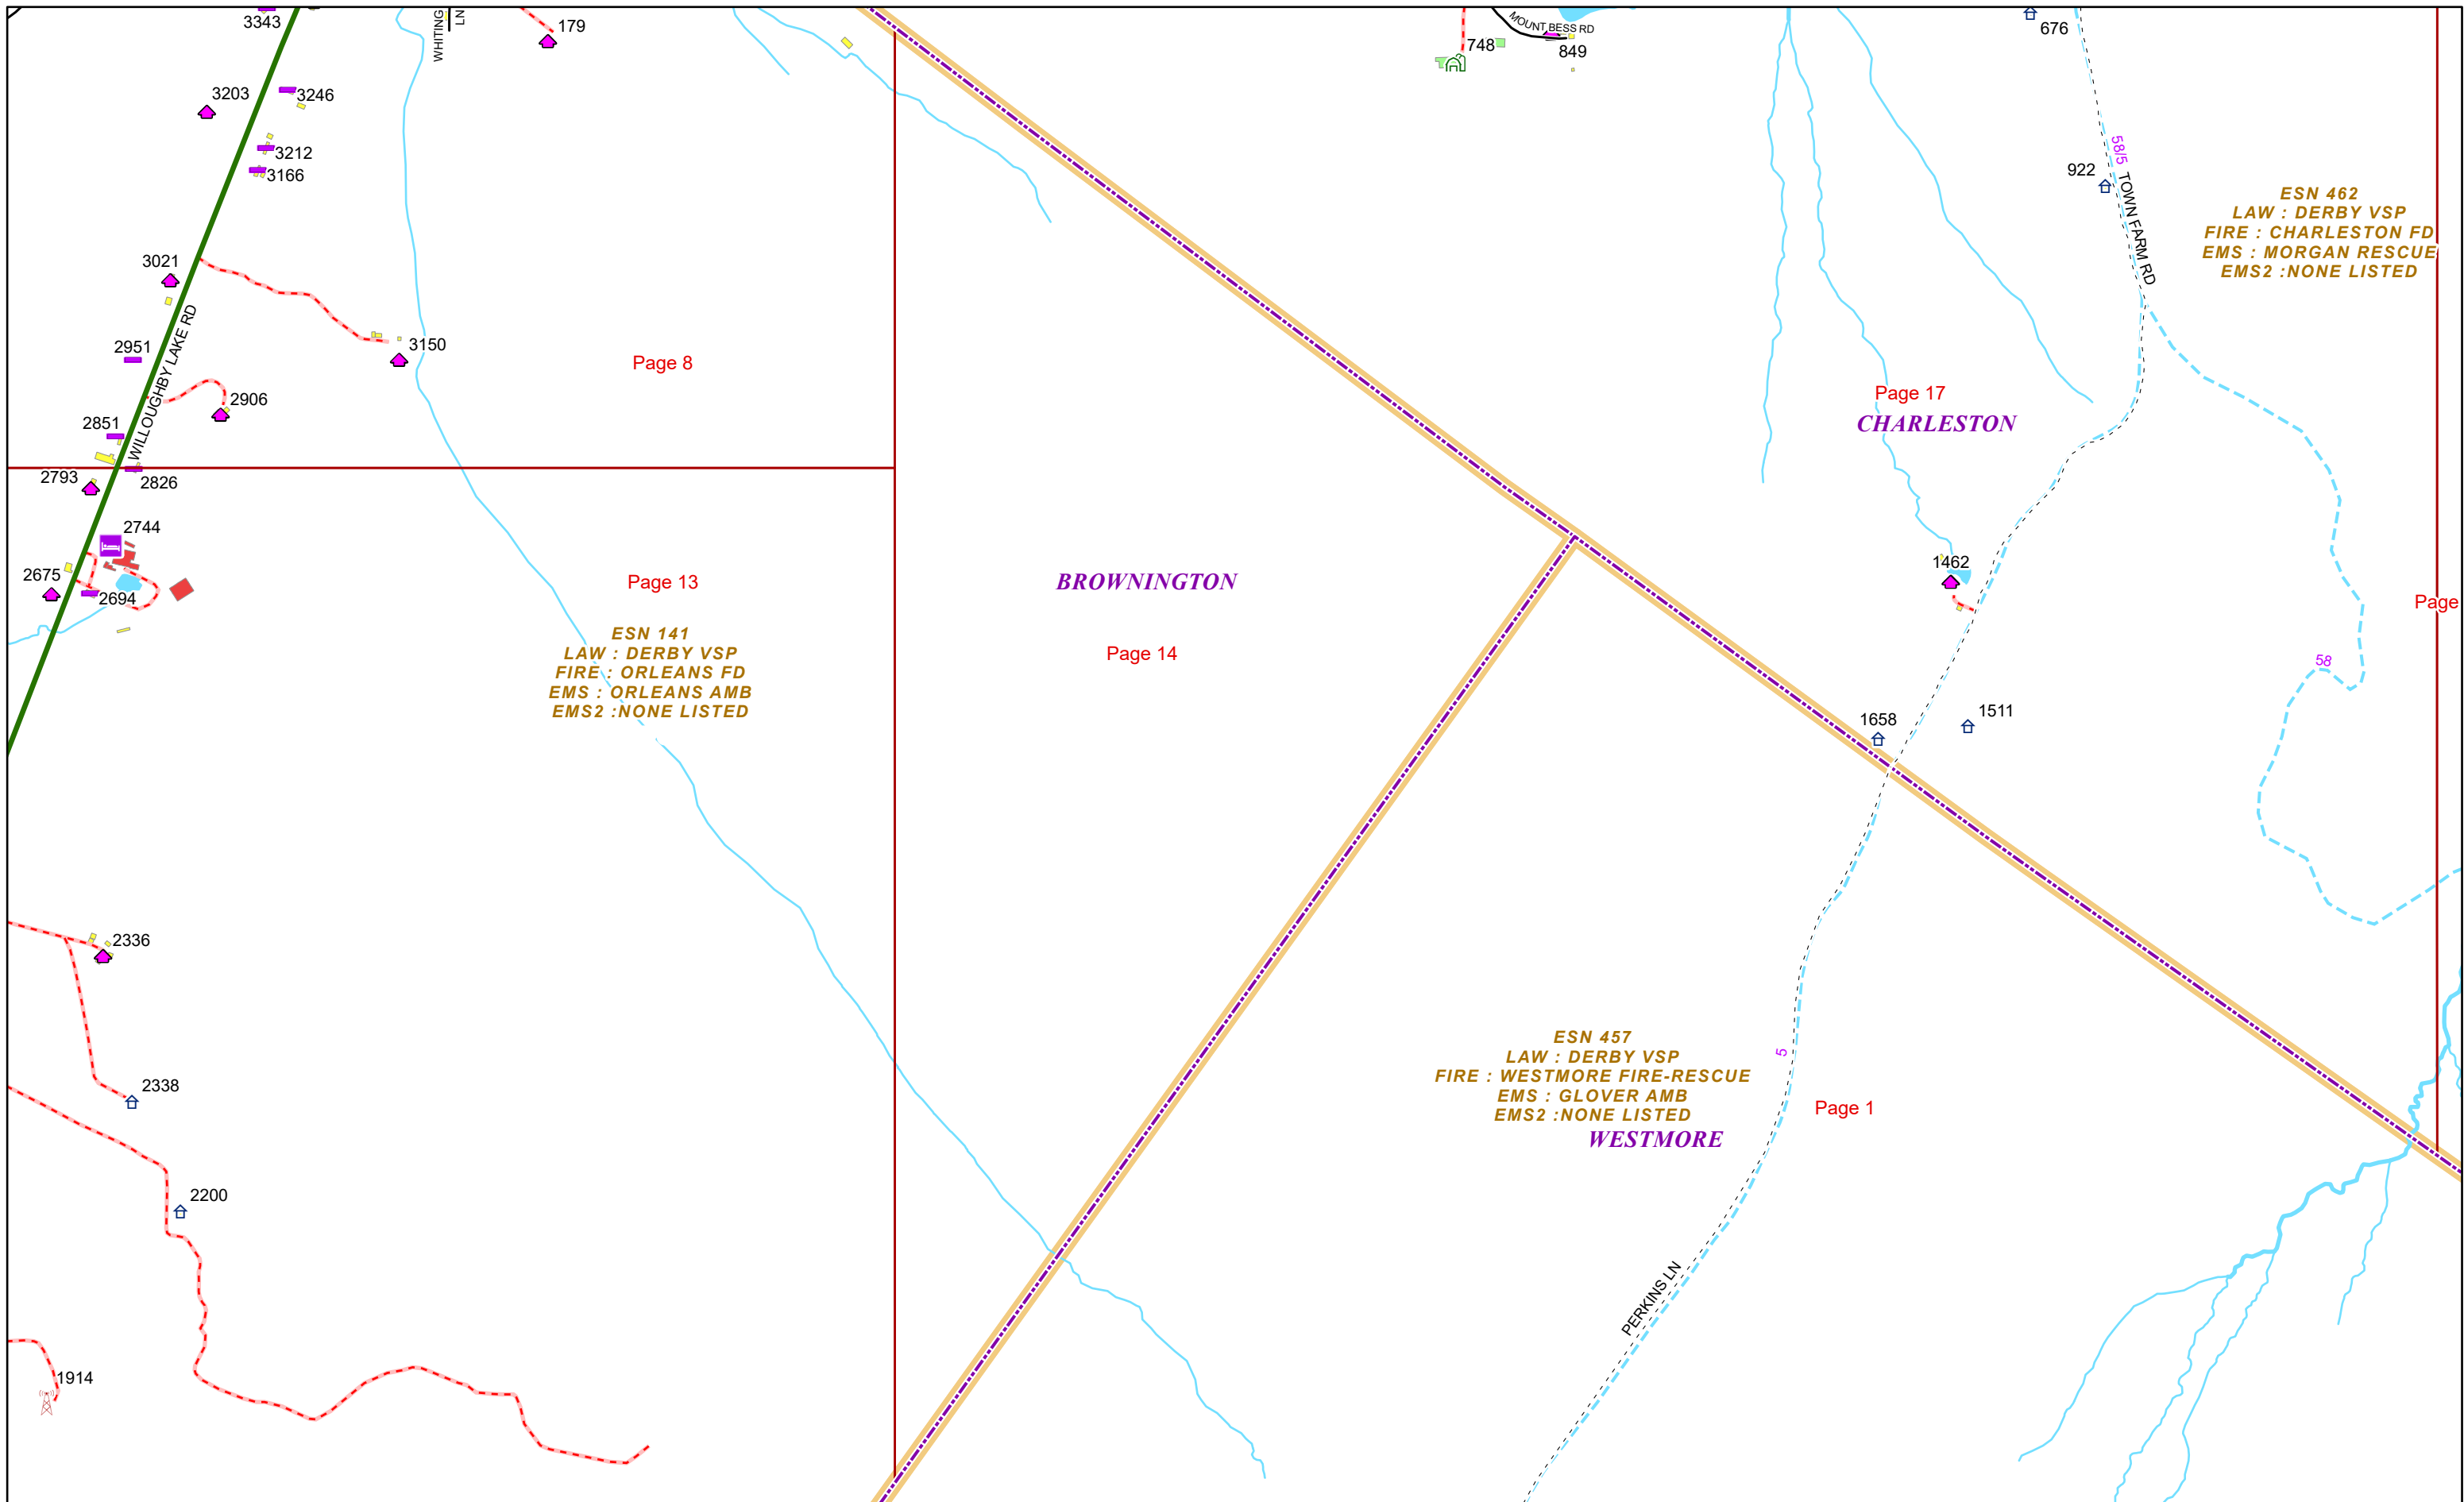 3343
WHITING
LN
179
748
MOUNT BESS RD
849
676
3203
3246
3212
3166
58/5
922
TOWN FARM RD
ESN 462
LAW : DERBY VSP
FIRE : CHARLESTON FD
EMS : MORGAN RESCUE
EMS2 :NONE LISTED
3021
WILLOUGHBY LAKE RD
2951
3150
Page 8
2906
Page 17
CHARLESTON
2851
2793
2826
2744
2675
2694
Page 13
BROWNINGTON
1462
Page
ESN 141
LAW : DERBY VSP
FIRE : ORLEANS FD
EMS : ORLEANS AMB
EMS2 :NONE LISTED
Page 14
58
1658
1511
2336
ESN 457
LAW : DERBY VSP
FIRE : WESTMORE FIRE-RESCUE
EMS : GLOVER AMB
EMS2 :NONE LISTED
5
Page 1
WESTMORE
2338
2200
PERKINS LN
1914